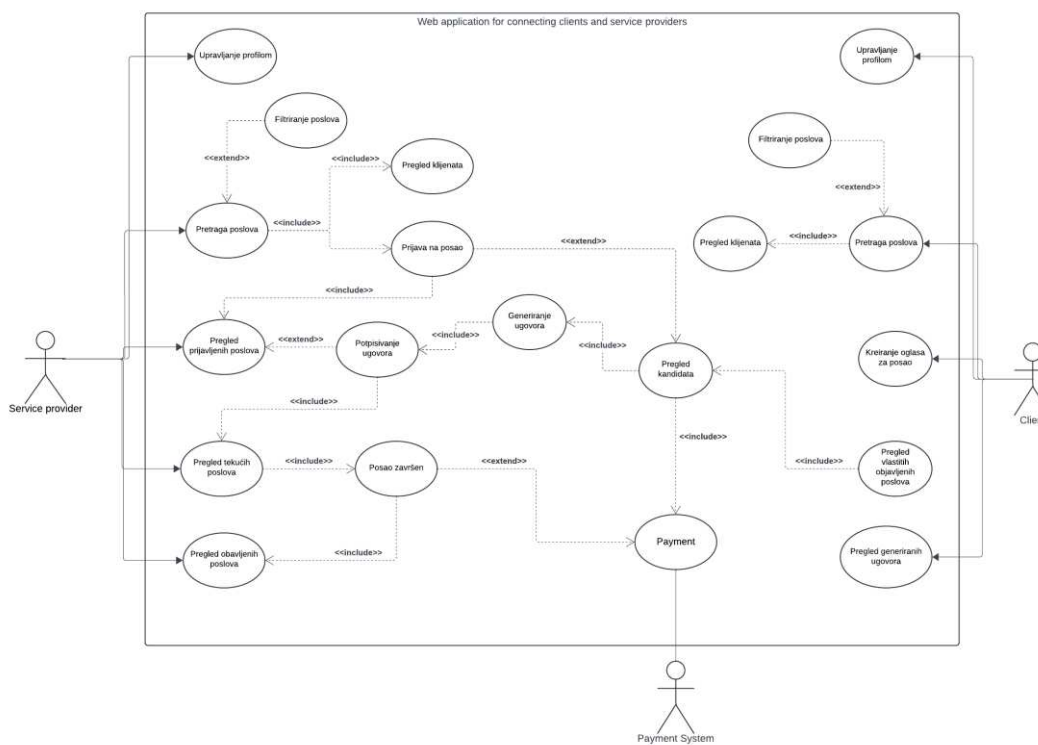 Web application for connecting clients and service providers
Upravljanje profilom
Upravljanje
profilom
Filtriranje poslova
Filtriranje poslova
<<extend>>
<<include>>
Pregled klijenata
<<extend>>
Pretraga poslova
<<include>>
Prijava na posao
<<extend>>
Pregled klijenata
<<include>>
Pretraga poslova
<<include>>
Generiranje
ugovora
Pregled
prijavljenih poslova
<<extend>>
Potpisivanje
ugovora
<<include>>
<<include>>
Pregled
kandidata
Kreiranje oglasa
za posao
Service provider
Clien
<<include>>
<<include>>
Pregled tekućih
poslova
<<include>>
Posao završen
<<extend>>
<<include>>
Pregled
vlastitih
objavljenih
poslova
Pregled obavljenih
poslova
<<include>>
Payment
Pregled generiranih
ugovora
Payment System